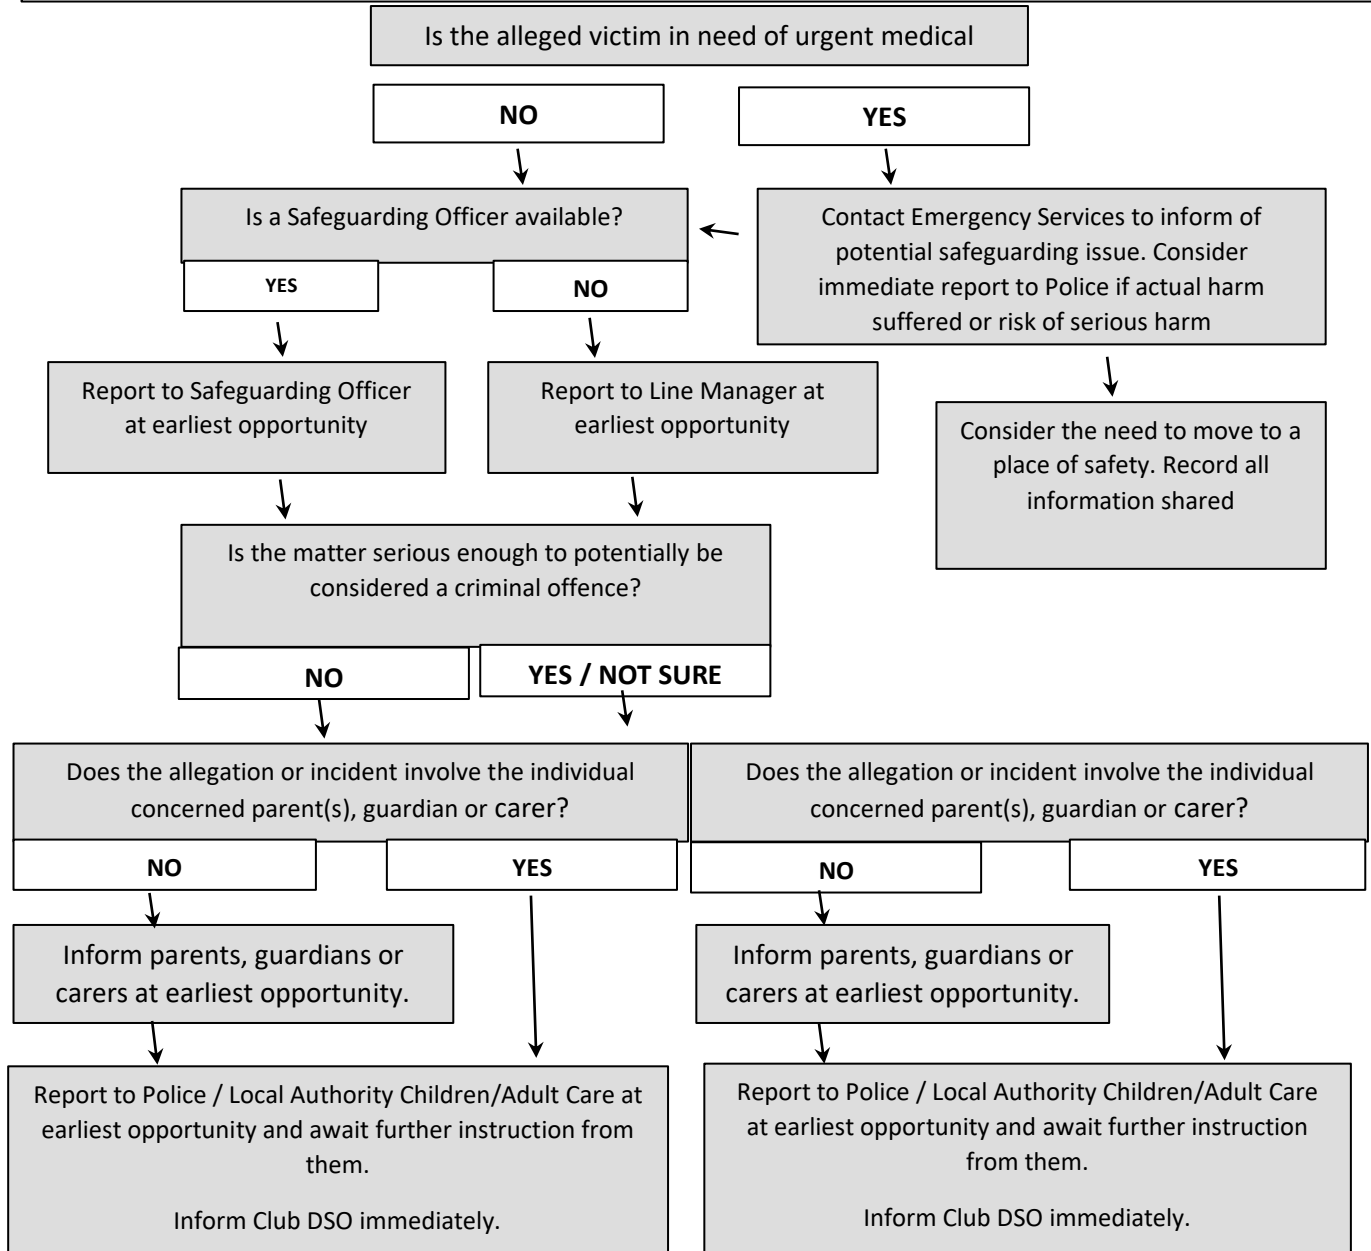 Is the alleged victim in need of urgent medical
NO
YES
Is a Safeguarding Officer available?
YES
NO
Contact Emergency Services to inform of
potential safeguarding issue. Consider
immediate report to Police if actual harm
suffered or risk of serious harm
Report to Safeguarding Officer
at earliest opportunity
Report to Line Manager at
earliest opportunity
Consider the need to move to a
place of safety. Record all
information shared
Is the matter serious enough to potentially be
considered a criminal offence?
NO
YES / NOT SURE
Does the allegation or incident involve the individual
concerned parent(s), guardian or carer?
Does the allegation or incident involve the individual
concerned parent(s), guardian or carer?
NO
YES
NO
YES
Inform parents, guardians or
carers at earliest opportunity.
Inform parents, guardians or
carers at earliest opportunity.
Report to Police / Local Authority Children/Adult Care at
earliest opportunity and await further instruction from
them.
Inform Club DSO immediately.
Report to Police / Local Authority Children/Adult Care
at earliest opportunity and await further instruction
from them.
Inform Club DSO immediately.